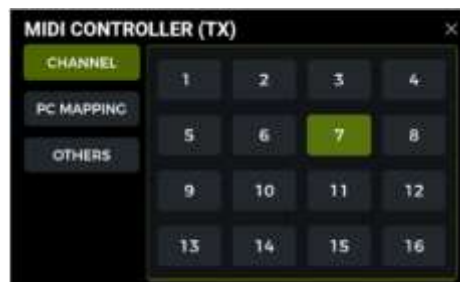 MIDI CONTROLLER (TX) ×
CHANNEL
PC MAPPING
OTHERS
1 2 3 4
5 6 7 8
9 10 11 12
13 14 15 16